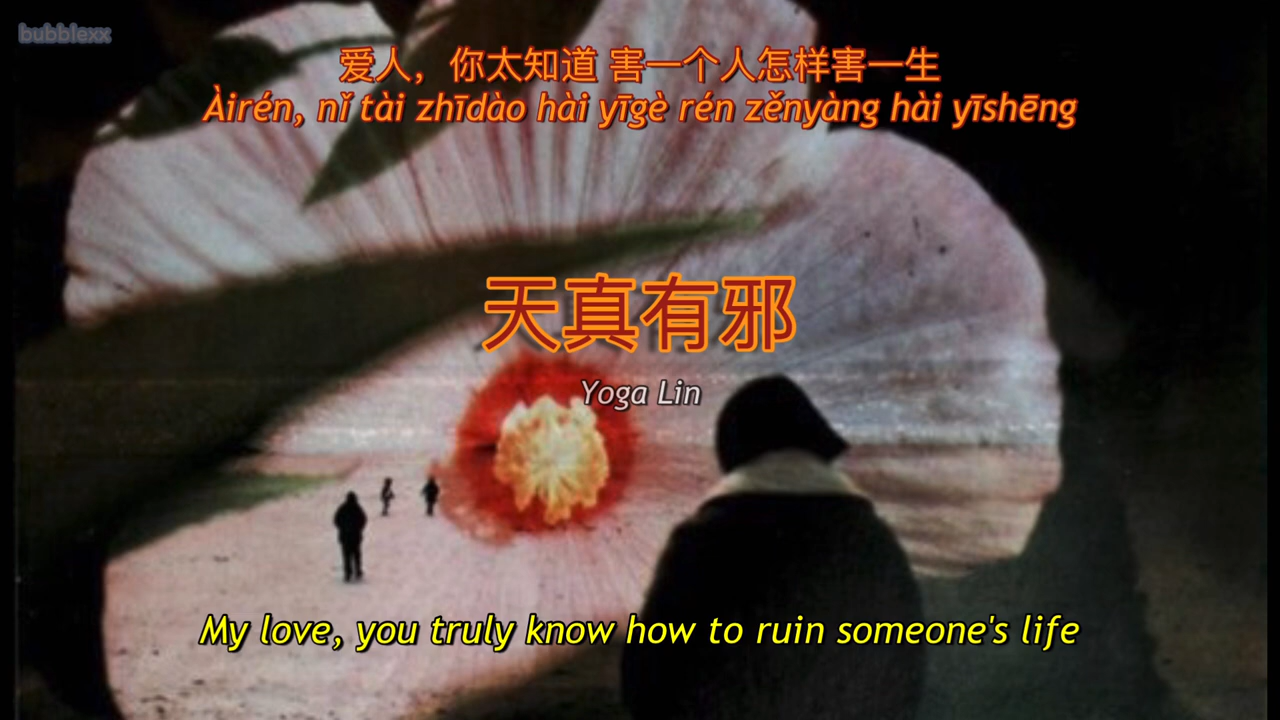 bubblexx
爱人，你太知道 害一个人怎样害一生
Àirén, nǐ tài zhīdào hài yīgè rén zěnyàng hài yīshēng
天真有邪
Yoga Lin
My love, you truly know how to ruin someone's life